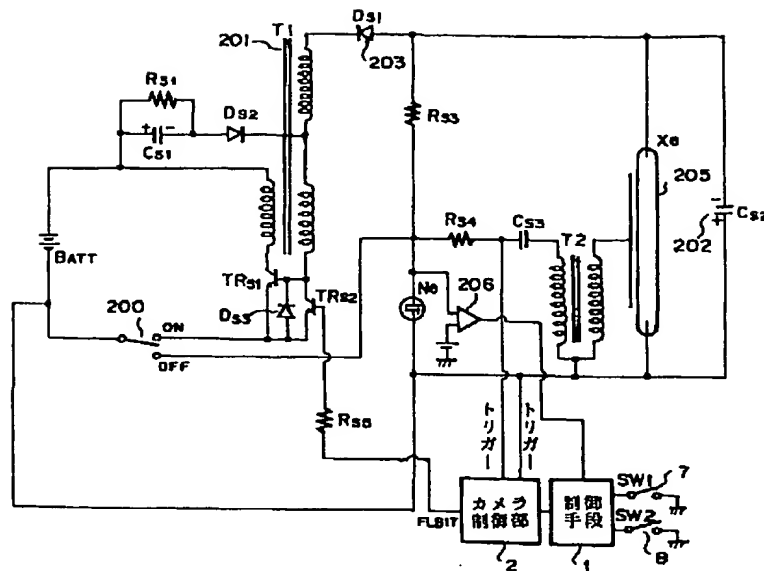 DS1
T1
201
203
RS1
DS2
RS3
+ -
CS1
Xe
205
RS4
CS3
T2
-
+
202
CS2
BATT
TRS1
TRS2
Ne
206
200
ON
DS3
OFF
RS5
トリガー
トリガー
カメラ
制御部
制御
手段
SW1
7
SW2
8
FLBIT
2
1